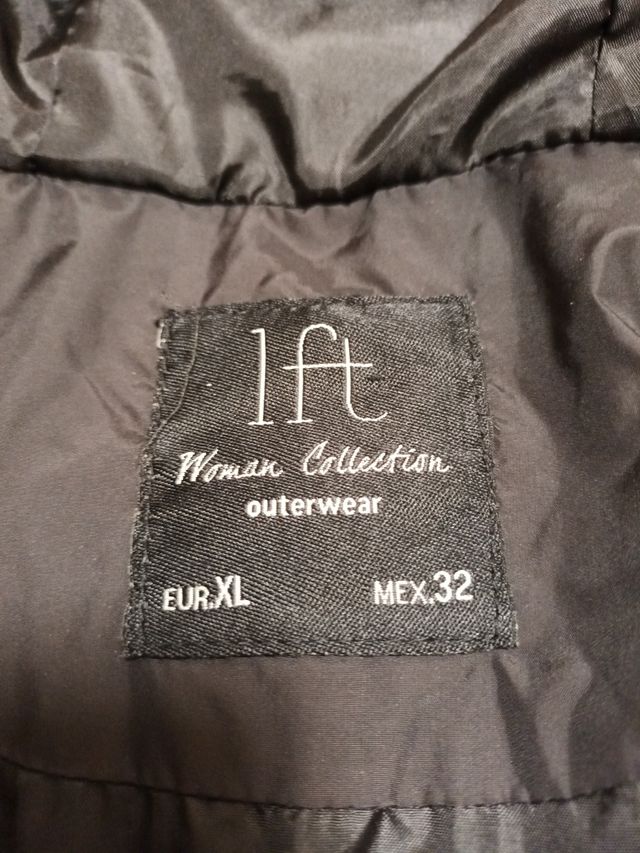 lft
Woman Collection
outerwear
EUR.XL MEX.32